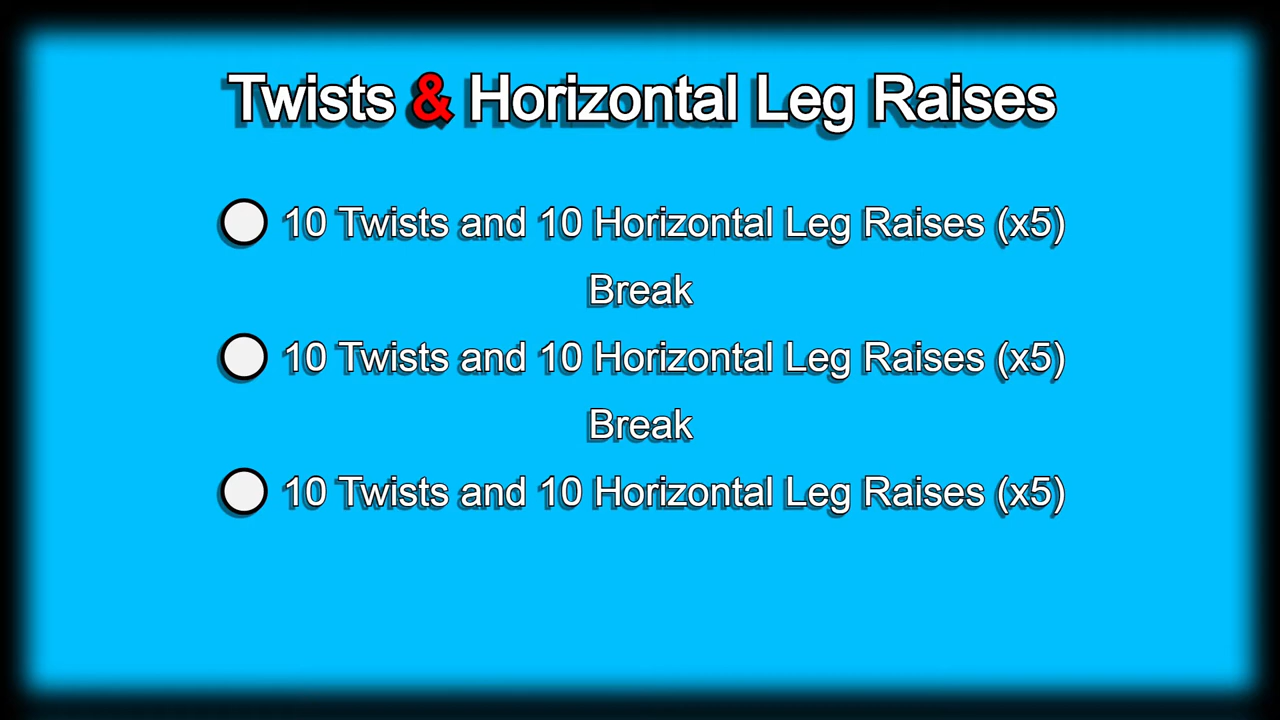 Twists & Horizontal Leg Raises
10 Twists and 10 Horizontal Leg Raises (x5)
Break
10 Twists and 10 Horizontal Leg Raises (x5)
Break
10 Twists and 10 Horizontal Leg Raises (x5)